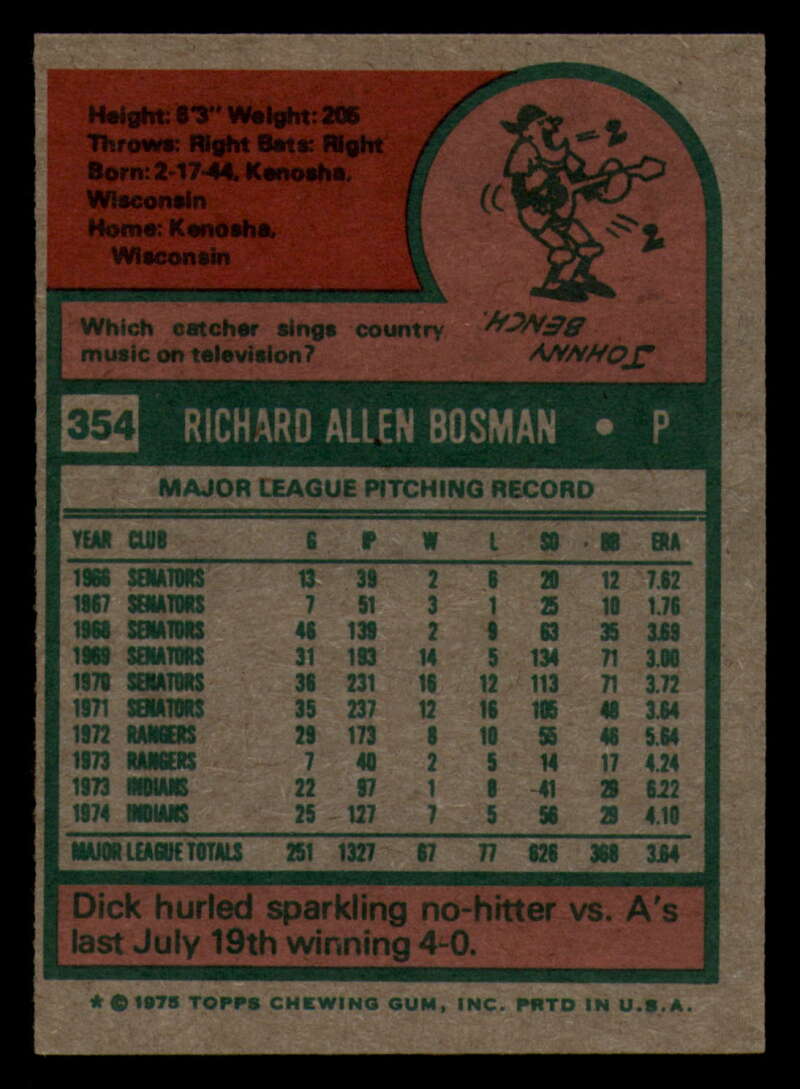 Height: 6'3" Weight: 205
Throws: Right Bats: Right
Born: 2-17-44, Kenosha,
Wisconsin
Home: Kenosha,
Wisconsin
= 2
= 2
Which catcher sings country
music on television?
JOHNNY
BENCH.
354 RICHARD ALLEN BOSMAN • P
MAJOR LEAGUE PITCHING RECORD
YEAR CLUB G IP W L SO BB ERA
1966 SENATORS 13 39 2 6 20 12 7.62
1967 SENATORS 7 51 3 1 25 10 1.76
1968 SENATORS 46 139 2 9 63 35 3.69
1969 SENATORS 31 193 14 5 134 71 3.00
1970 SENATORS 36 231 16 12 113 71 3.72
1971 SENATORS 35 237 12 16 105 49 3.64
1972 RANGERS 29 173 8 10 55 46 5.64
1973 RANGERS 7 40 2 5 14 17 4.24
1973 INDIANS 22 97 1 8 41 29 6.22
1974 INDIANS 25 127 7 5 56 29 4.10
MAJOR LEAGUE TOTALS 251 1327 67 77 626 368 3.64
Dick hurled sparkling no-hitter vs. A's
last July 19th winning 4-0.
* © 1975 TOPPS CHEWING GUM, INC. PRTD IN U.S.A.